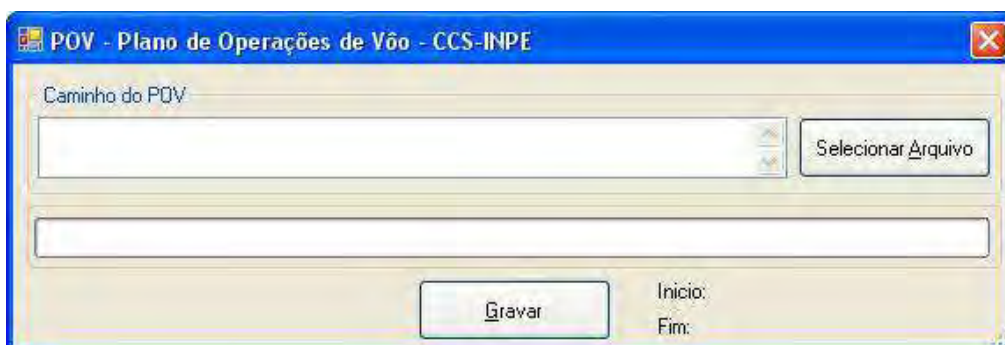 POV - Plano de Operações de Vôo - CCS-INPE
Caminho do POV
Selecionar Arquivo
Gravar
Inicio:
Fim: